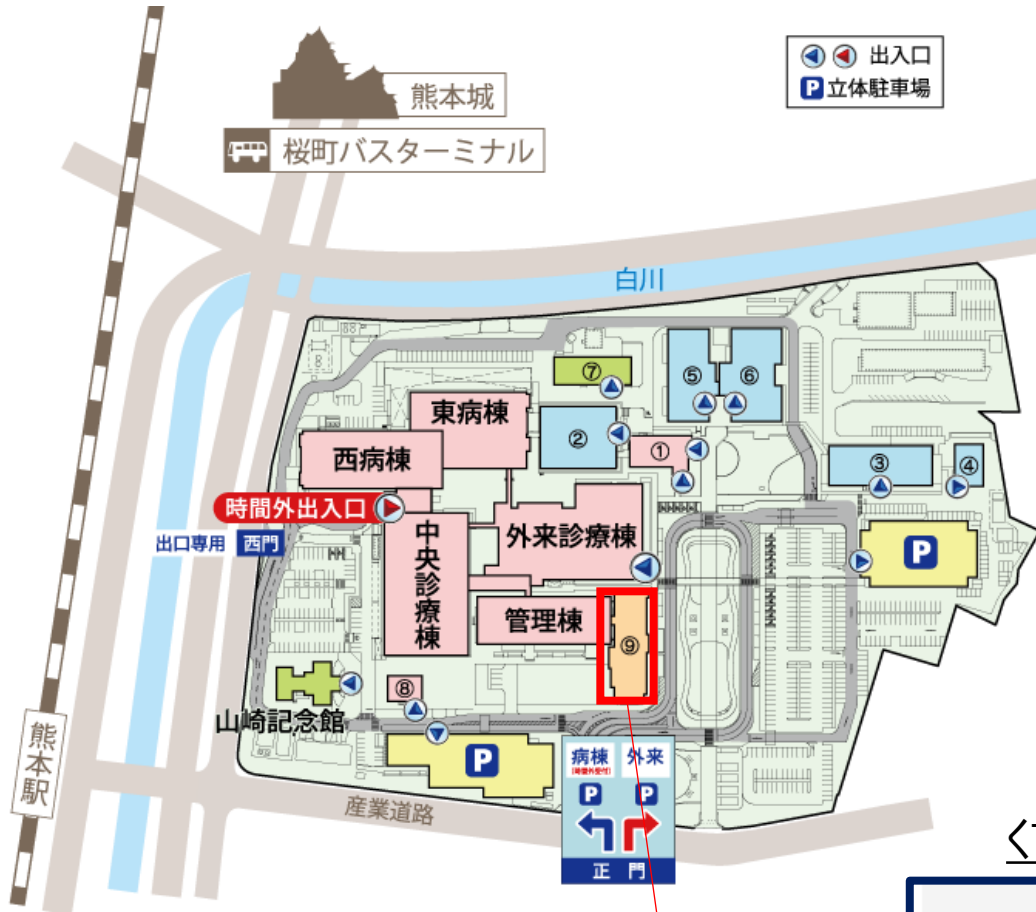 出入口
P 立体駐車場
熊本城
桜町バスターミナル
白川
⑦
⑤
⑥
東病棟
②
①
西病棟
③
④
時間外出入口
外来診療棟
出口専用 西門
中央診療棟
P
管理棟
⑨
⑧
山崎記念館
熊本駅
病棟 外来
P
P P
産業道路
正門